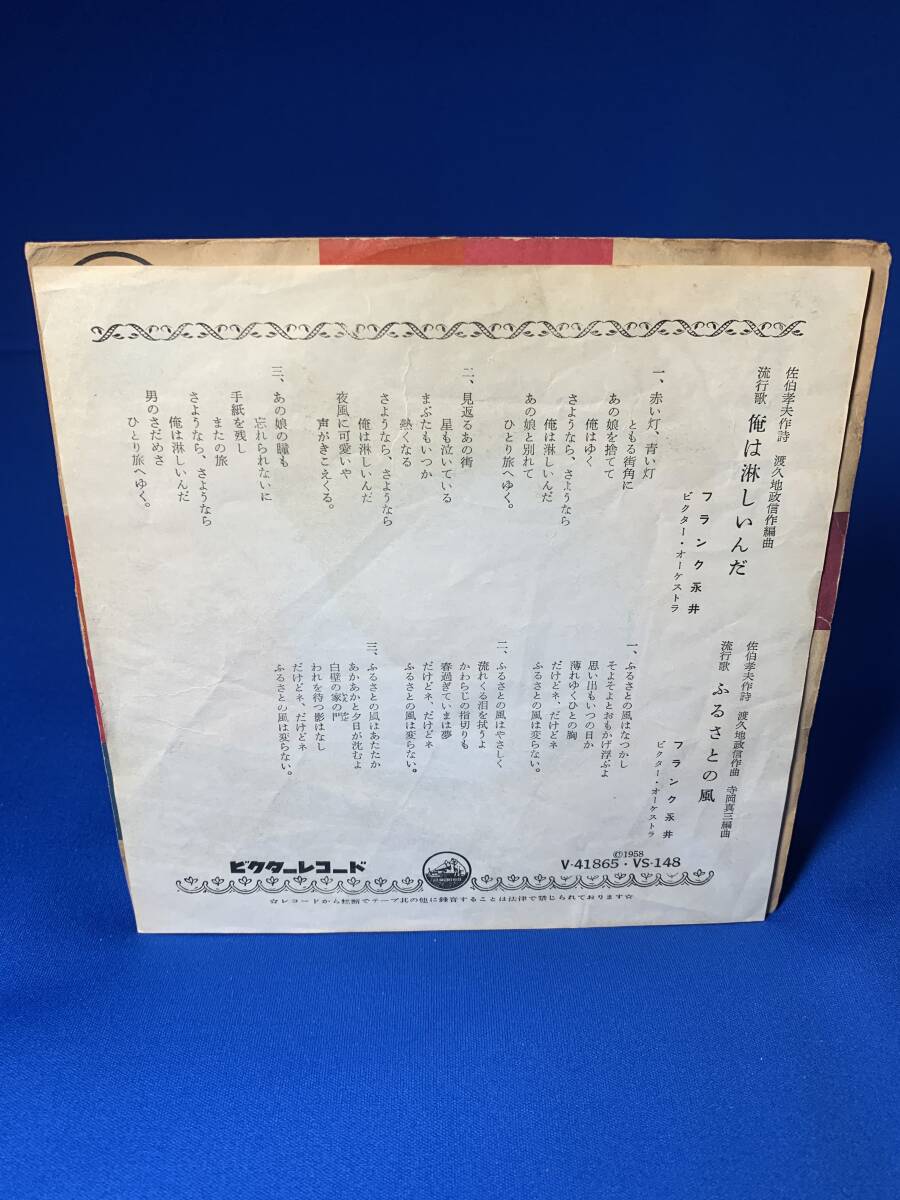 佐伯孝夫作詩　渡久地政信作編曲
流行歌　俺は淋しいんだ
フランク永井
ビクター・オーケストラ
一、赤い灯、青い灯
ともる街角に
あの娘を捨てて
俺はゆく
さようなら、さようなら
俺は淋しいんだ
あの娘と別れて
ひとり旅へゆく。
二、見返るあの街
星も泣いている
まぶたもいつか
熱くなる
さようなら、さようなら
俺は淋しいんだ
夜風に可愛いや
声がきこえくる。
三、あの娘の瞳も
忘れられないに
手紙を残し
またの旅
さようなら、さようなら
俺は淋しいんだ
男のさだめさ
ひとり旅へゆく。
佐伯孝夫作詩　渡久地政信作曲　寺岡真三編曲
流行歌　ふるさとの風
フランク永井
ビクター・オーケストラ
一、ふるさとの風はなつかし
そよそよとおもかげ浮ぶよ
思い出もいつの日か
薄れゆくひとの胸
だけどネ、だけどネ
ふるさとの風は変らない。
二、ふるさとの風はやさしく
流れくる泪を拭うよ
かわらじの指切りも
春過ぎていまは夢
だけどネ、だけどネ
ふるさとの風は変らない。
三、ふるさとの風はあたたか
あかあかと夕日が沈むよ
白壁の家の門
われを待つ影はなし
だけどネ、だけどネ
ふるさとの風は変らない。
©1958
ビクターレコード
V-41865・VS-148
☆レコードから無断でテープ其の他に録音することは法律で禁じられております☆